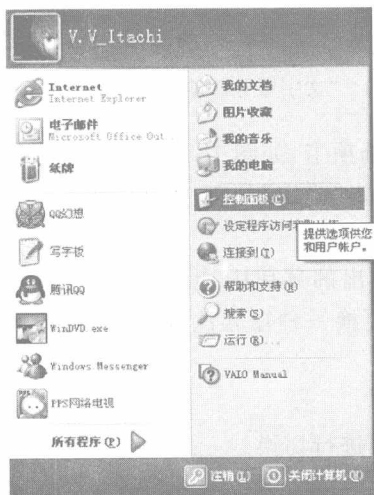 V.V_Itachi
Internet
Internet Explorer
电子邮件
Microsoft Office Out...
纸牌
QQ幻想
写字板
腾讯QQ
WinDVD.exe
Windows Messenger
PPS网络电视
所有程序(P)
我的文档
图片收藏
我的音乐
我的电脑
控制面板(C)
设定程序访问和
提供选项供您
和用户帐户。
连接到(T)
帮助和支持(H)
搜索(S)
运行(R)...
VAIO Manual
注销(L)
关闭计算机(U)